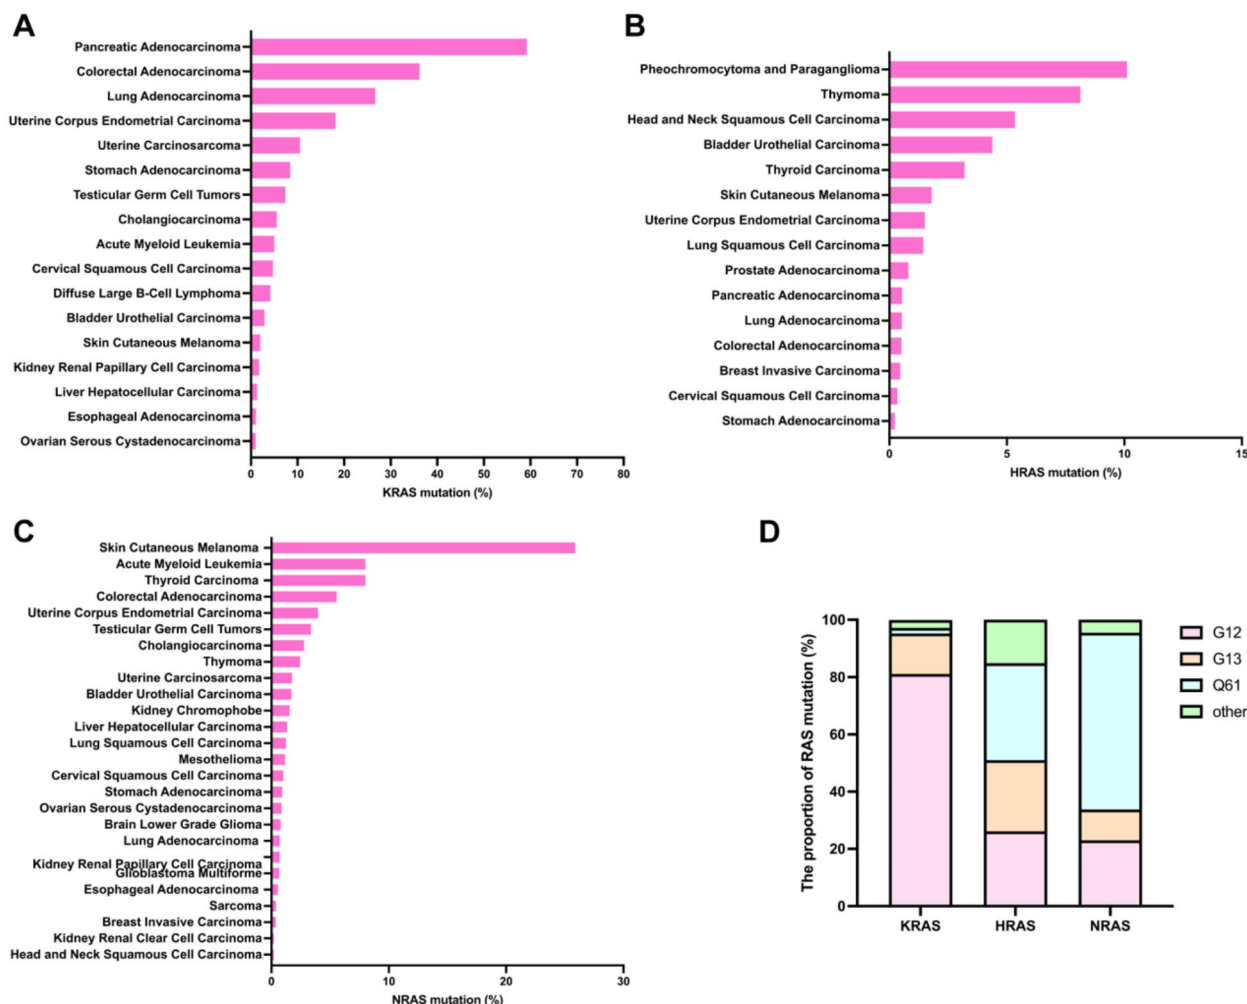 A
Pancreatic Adenocarcinoma
Colorectal Adenocarcinoma
Lung Adenocarcinoma
Uterine Corpus Endometrial Carcinoma
Uterine Carcinosarcoma
Stomach Adenocarcinoma
Testicular Germ Cell Tumors
Cholangiocarcinoma
Acute Myeloid Leukemia
Cervical Squamous Cell Carcinoma
Diffuse Large B-Cell Lymphoma
Bladder Urothelial Carcinoma
Skin Cutaneous Melanoma
Kidney Renal Papillary Cell Carcinoma
Liver Hepatocellular Carcinoma
Esophageal Adenocarcinoma
Ovarian Serous Cystadenocarcinoma
0 10 20 30 40 50 60 70 80
KRAS mutation (%)
B
Pheochromocytoma and Paraganglioma
Thymoma
Head and Neck Squamous Cell Carcinoma
Bladder Urothelial Carcinoma
Thyroid Carcinoma
Skin Cutaneous Melanoma
Uterine Corpus Endometrial Carcinoma
Lung Squamous Cell Carcinoma
Prostate Adenocarcinoma
Pancreatic Adenocarcinoma
Lung Adenocarcinoma
Colorectal Adenocarcinoma
Breast Invasive Carcinoma
Cervical Squamous Cell Carcinoma
Stomach Adenocarcinoma
0 5 10 15
HRAS mutation (%)
C
Skin Cutaneous Melanoma
Acute Myeloid Leukemia
Thyroid Carcinoma
Colorectal Adenocarcinoma
Uterine Corpus Endometrial Carcinoma
Testicular Germ Cell Tumors
Cholangiocarcinoma
Thymoma
Uterine Carcinosarcoma
Bladder Urothelial Carcinoma
Kidney Chromophobe
Liver Hepatocellular Carcinoma
Lung Squamous Cell Carcinoma
Mesothelioma
Cervical Squamous Cell Carcinoma
Stomach Adenocarcinoma
Ovarian Serous Cystadenocarcinoma
Brain Lower Grade Glioma
Lung Adenocarcinoma
Kidney Renal Papillary Cell Carcinoma
Glioblastoma Multiforme
Esophageal Adenocarcinoma
Sarcoma
Breast Invasive Carcinoma
Kidney Renal Clear Cell Carcinoma
Head and Neck Squamous Cell Carcinoma
0 10 20 30
NRAS mutation (%)
D
The proportion of RAS mutation (%)
100
80
60
40
20
0
KRAS HRAS NRAS
G12
G13
Q61
other